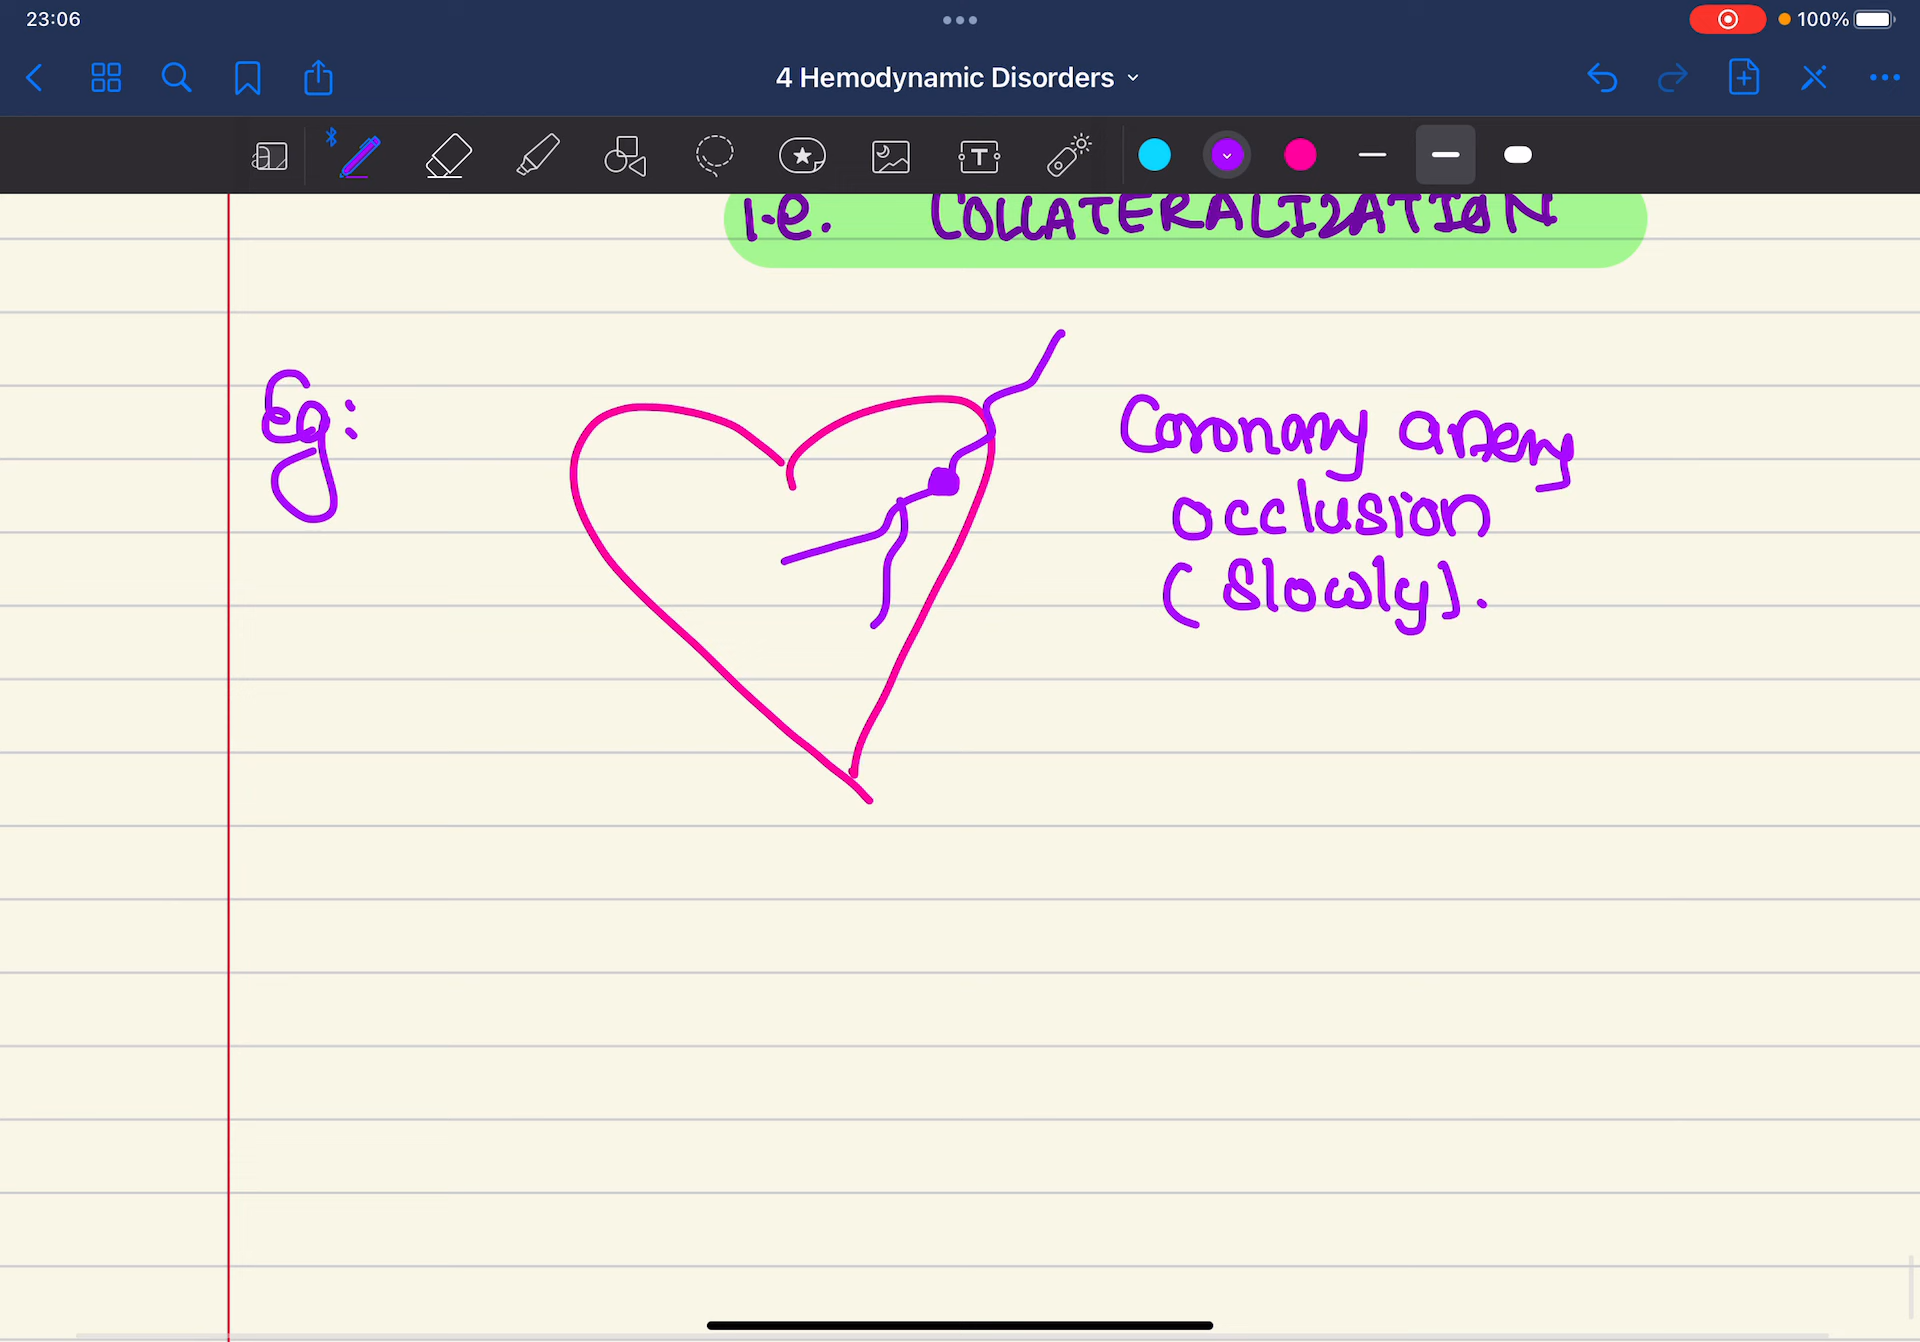 23:06
100%
4 Hemodynamic Disorders
T
i.e. COLLATERALIZATION
Eg:
Coronary artery
occlusion
(Slowly).